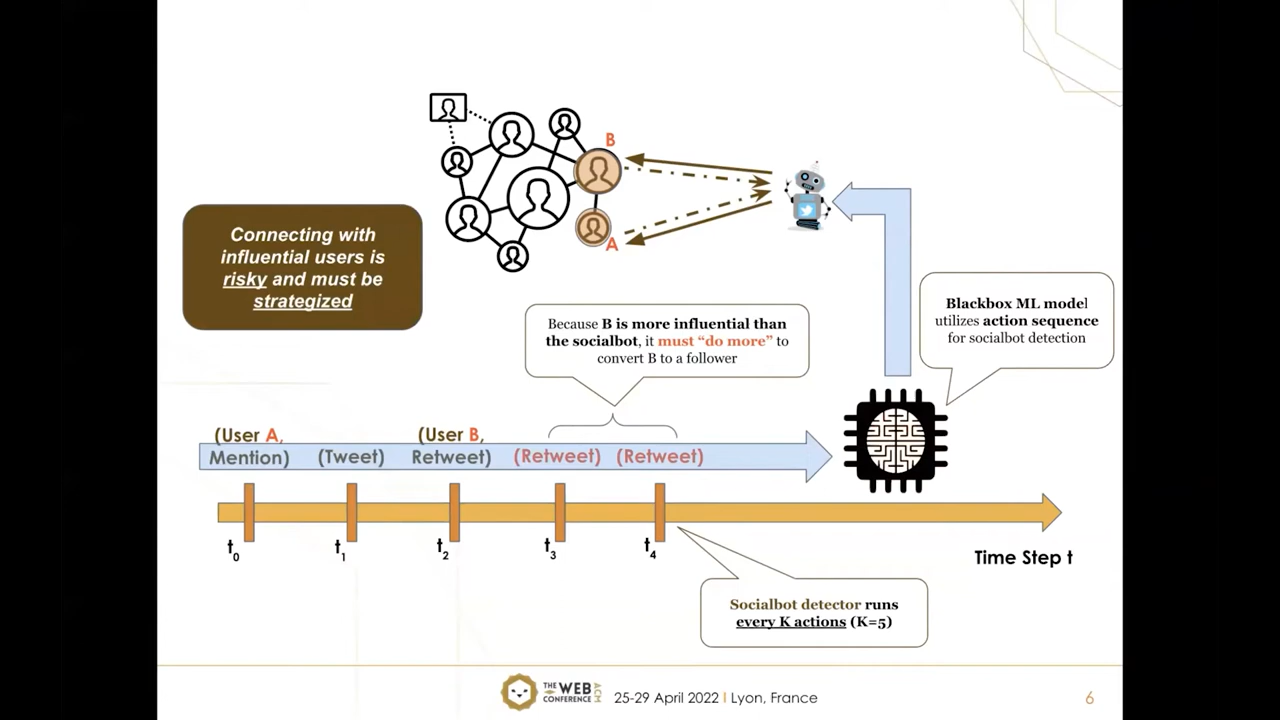 B
A
Connecting with
influential users is
risky and must be
strategized
Blackbox ML model
utilizes action sequence
for socialbot detection
Because B is more influential than
the socialbot, it must “do more” to
convert B to a follower
(User A,
Mention)
(Tweet)
(User B,
Retweet)
(Retweet)
(Retweet)
t0
t1
t2
t3
t4
Time Step t
Socialbot detector runs
every K actions (K=5)
THE WEB
CONFERENCE
ACM
25-29 April 2022 I Lyon, France
6